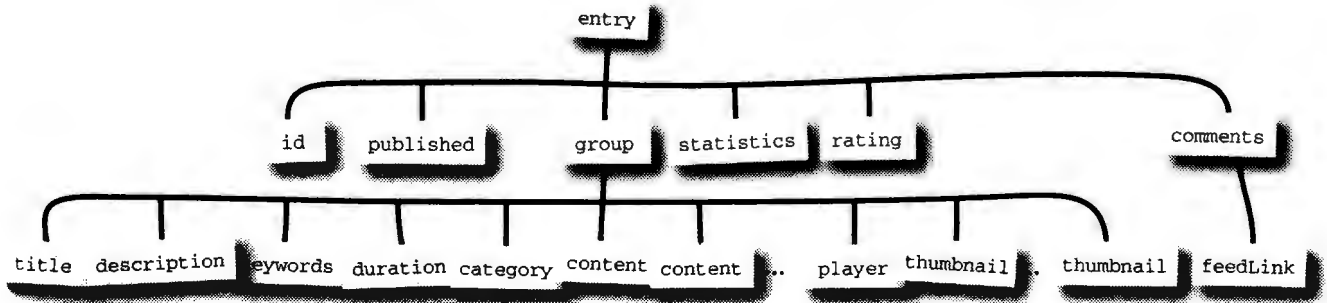 entry
id published group statistics rating comments
title description eywords duration category content content ... player thumbnail .. thumbnail feedLink